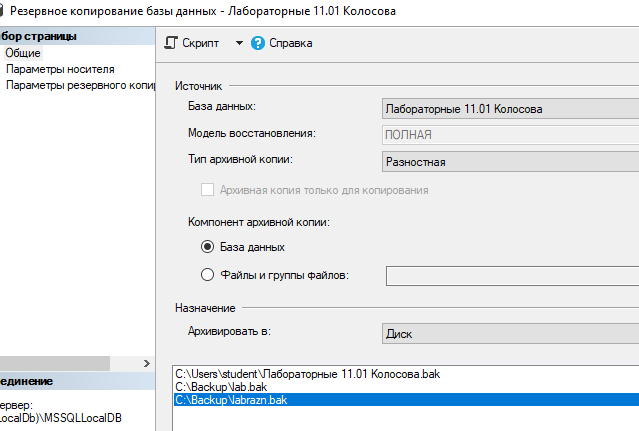 Резервное копирование базы данных - Лабораторные 11.01 Колосова
бор страницы
Общие
Параметры носителя
Параметры резервного копир
Скрипт
Справка
Источник
База данных:
Лабораторные 11.01 Колосова
Модель восстановления:
ПОЛНАЯ
Тип архивной копии:
Разностная
Архивная копия только для копирования
Компонент архивной копии:
База данных
Файлы и группы файлов:
Назначение
Архивировать в:
Диск
C:\Users\student\Лабораторные 11.01 Колосова.bak
C:\Backup\lab.bak
C:\Backup\labrazn.bak
единение
ервер:
LocalDb)\MSSQLLocalDB